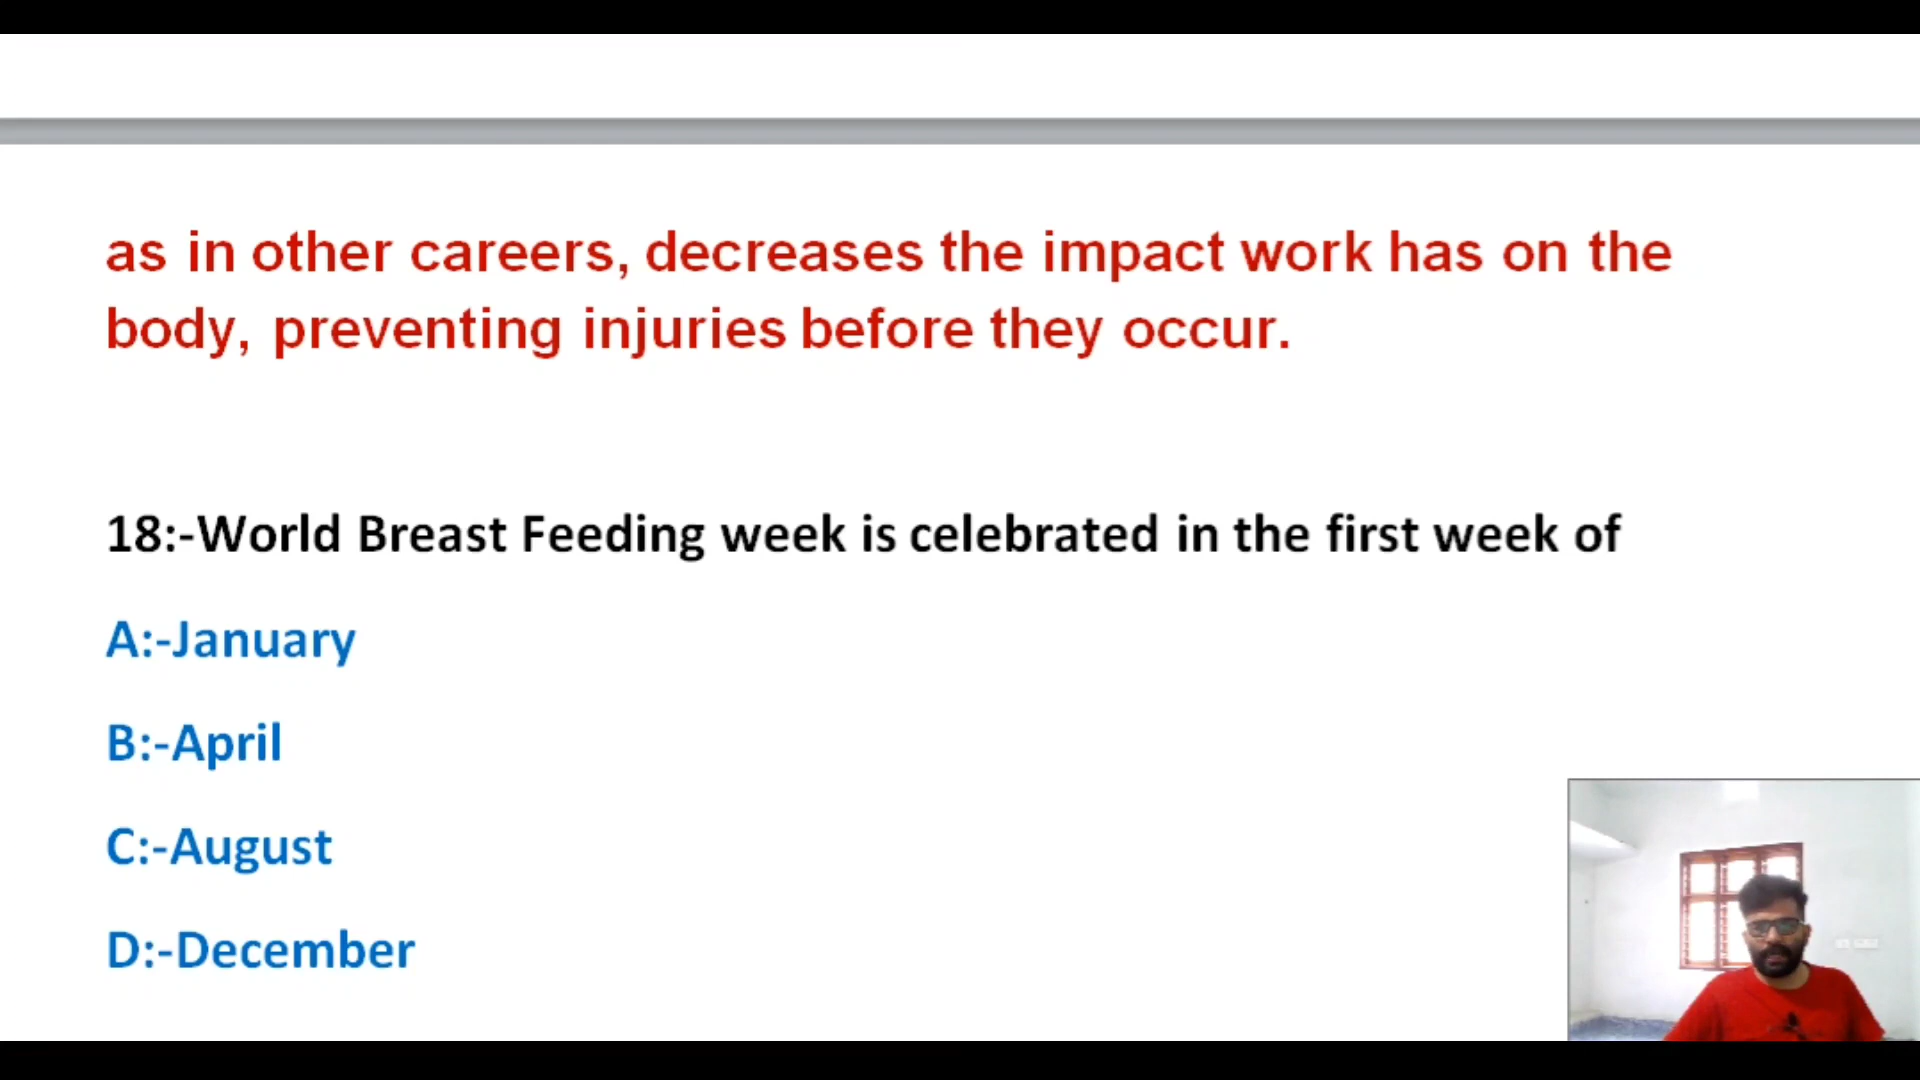 as in other careers, decreases the impact work has on the
body, preventing injuries before they occur.
18:-World Breast Feeding week is celebrated in the first week of
A:-January
B:-April
C:-August
D:-December